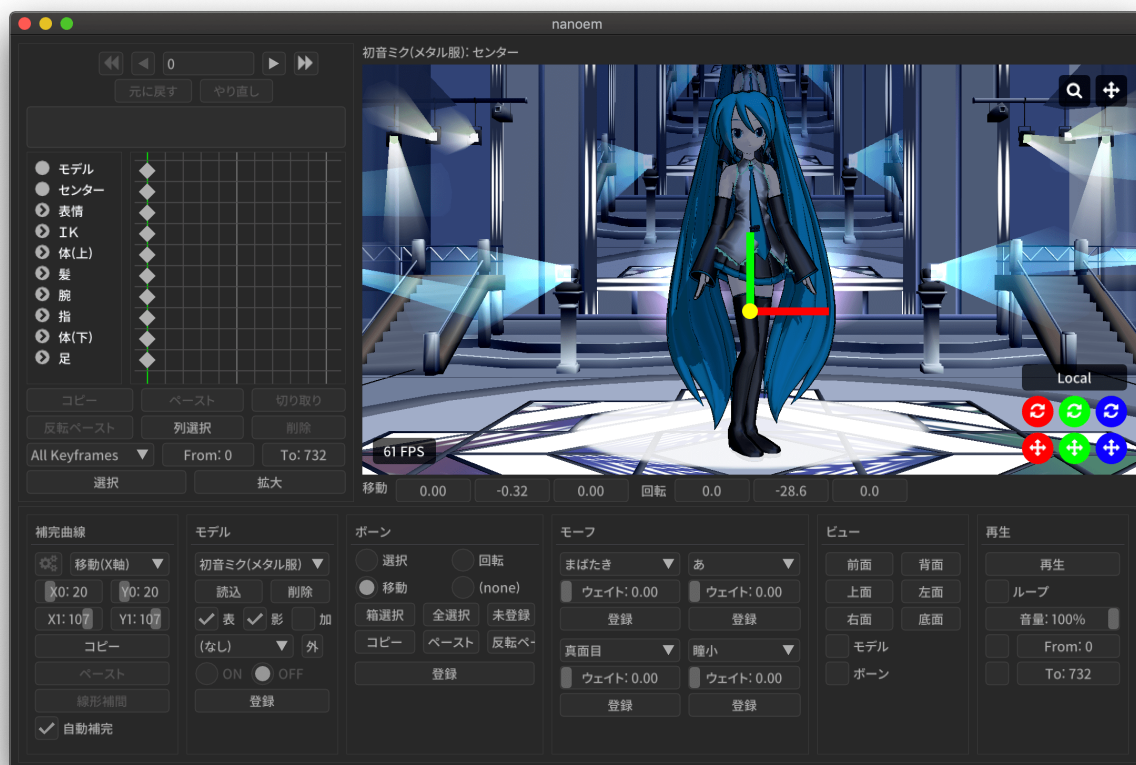 nanoem
0
元に戻す やり直し
モデル
センター
表情
IK
体(上)
髪
腕
指
体(下)
足
コピー ペースト 切り取り
反転ペースト 列選択 削除
All Keyframes From: 0 To: 732
選択 拡大
初音ミク(メタル服): センター
Local
61 FPS
移動 0.00 -0.32 0.00 回転 0.0 -28.6 0.0
補完曲線
移動(X軸)
X0: 20 Y0: 20
X1: 107 Y1: 107
コピー
ペースト
線形補間
自動補完
モデル
初音ミク(メタル服)
読込 削除
表 影 加
(なし) 外
ON OFF
登録
ボーン
選択 回転
移動 (none)
箱選択 全選択 未登録
コピー ペースト 反転ペー
登録
モーフ
まばたき あ
ウェイト: 0.00 ウェイト: 0.00
登録 登録
真面目 瞳小
ウェイト: 0.00 ウェイト: 0.00
登録 登録
ビュー
前面 背面
上面 左面
右面 底面
モデル
ボーン
再生
再生
ループ
音量: 100%
From: 0
To: 732